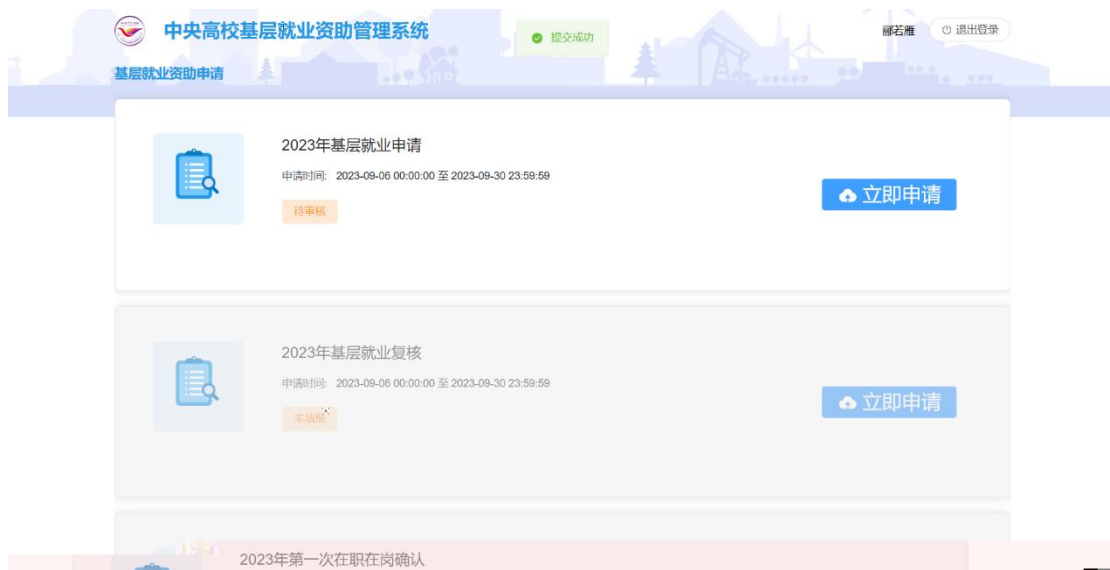 中央高校基层就业资助管理系统
提交成功
郦若雁
退出登录
基层就业资助申请
2023年基层就业申请
申请时间: 2023-09-06 00:00:00 至 2023-09-30 23:59:59
待审核
立即申请
2023年基层就业复核
申请时间: 2023-09-06 00:00:00 至 2023-09-30 23:59:59
未填报
立即申请
2023年第一次在职在岗确认